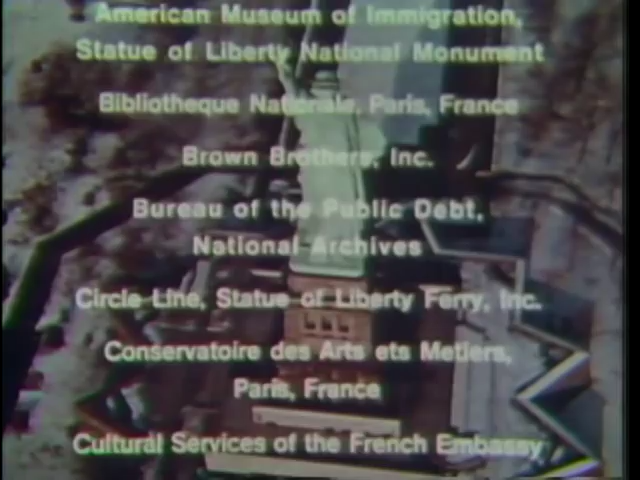 American Museum of Immigration,
Statue of Liberty National Monument
Bibliotheque Nationale, Paris, France
Brown Brothers, Inc.
Bureau of the Public Debt,
National Archives
Circle Line, Statue of Liberty Ferry, Inc.
Conservatoire des Arts ets Metiers,
Paris, France
Cultural Services of the French Embassy